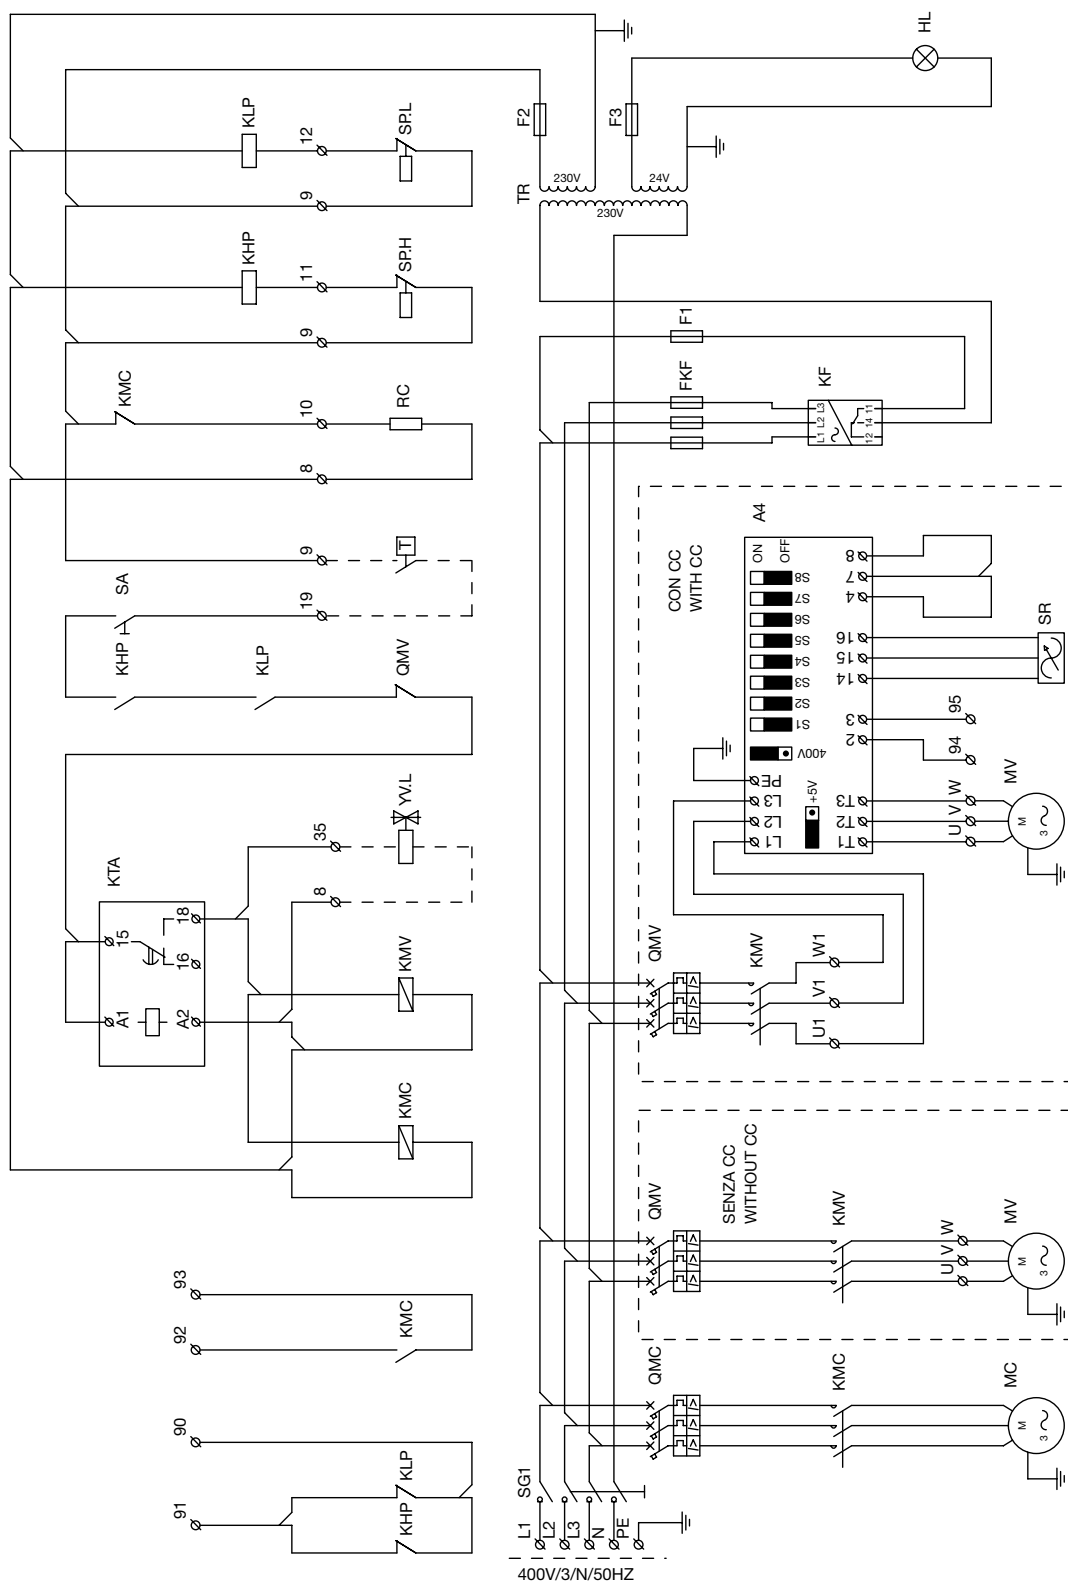 HL
KLP
12
SP.L
9
F2
F3
TR
230V
24V
230V
KHP
11
SP.H
9
F1
KMC
10
RC
8
FKF
KF
L1 L2 L3
12 14 11
9
T
SA
19
KHP
KLP
QMV
CON CC
WITH CC
A4
ON
OFF
S1
S2
S3
S4
S5
S6
S7
S8
400V
+5V
PE
L3
L2
L1
T1
T2
T3
2
3
14
15
16
4
7
8
SR
94
95
U V W
MV
M
3
KTA
15
18
16
A1
A2
35
YV.L
8
KMV
KMC
QMV
KMV
W1
V1
U1
SENZA CC
WITHOUT CC
QMV
KMV
U V W
MV
M
3
93
92
KMC
QMC
KMC
MC
M
3
90
91
KLP
KHP
SG1
L1
L2
L3
N
PE
400V/3/N/50HZ